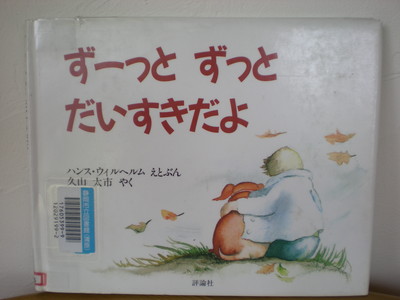 ずーっと ずっと
だいすきだよ
ハンス・ウィルヘルム えとぶん
久山 太市 やく
評論社